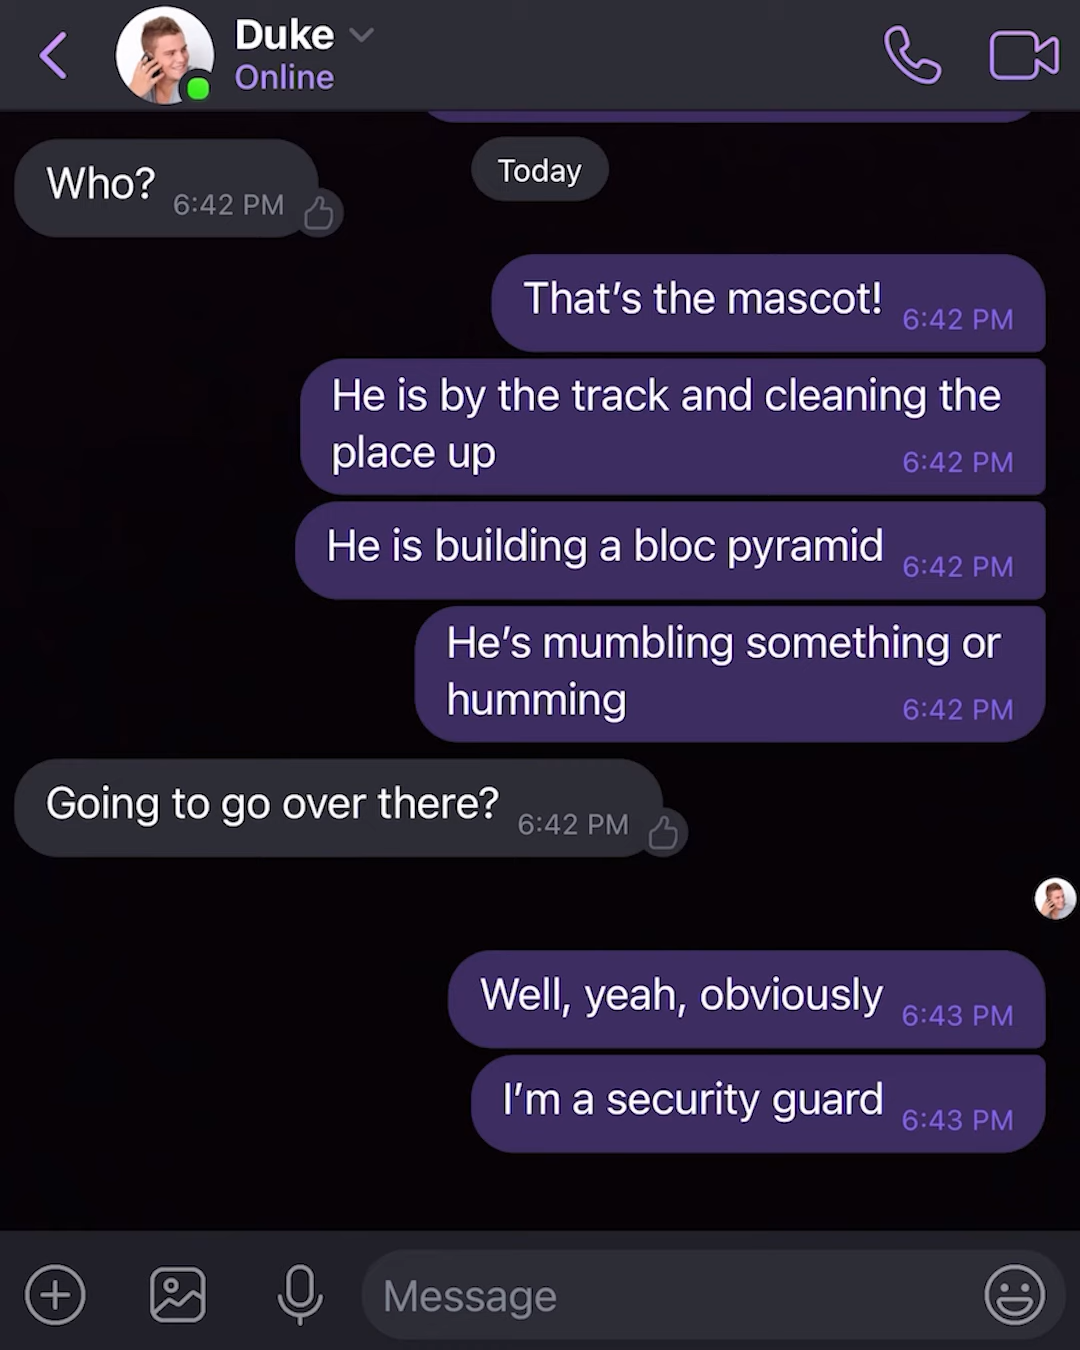 Duke
Online
Today
Who?
6:42 PM
That’s the mascot!
6:42 PM
He is by the track and cleaning the
place up
6:42 PM
He is building a bloc pyramid
6:42 PM
He’s mumbling something or
humming
6:42 PM
Going to go over there?
6:42 PM
Well, yeah, obviously
6:43 PM
I’m a security guard
6:43 PM
Message